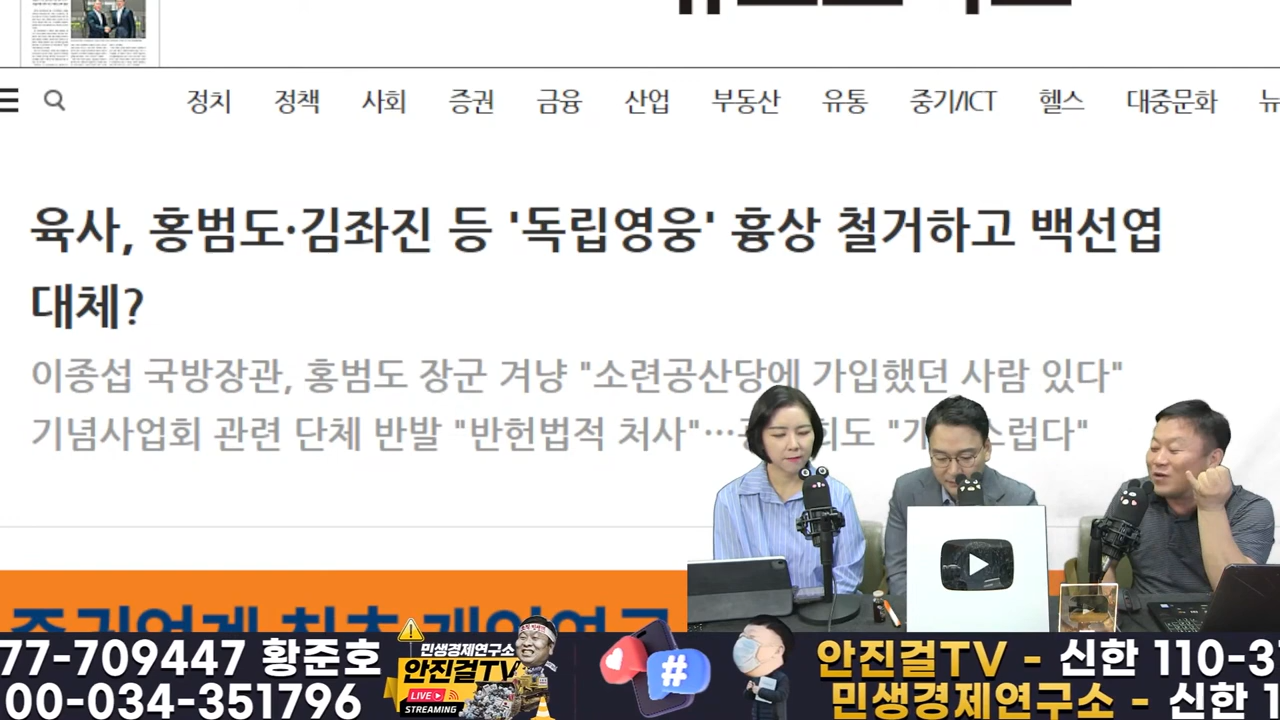 정치 정책 사회 증권 금융 산업 부동산 유통 중기/ICT 헬스 대중문화
육사, 홍범도·김좌진 등 '독립영웅' 흉상 철거하고 백선엽
대체?
이종섭 국방장관, 홍범도 장군 겨냥 "소련공산당에 가입했던 사람 있다"
기념사업회 관련 단체 반발 "반헌법적 처사"…
77-709447 황준호
00-034-351796
민생경제연구소
안진걸TV
LIVE
STREAMING
#
안진걸TV - 신한 110-3
민생경제연구소 - 신한 1